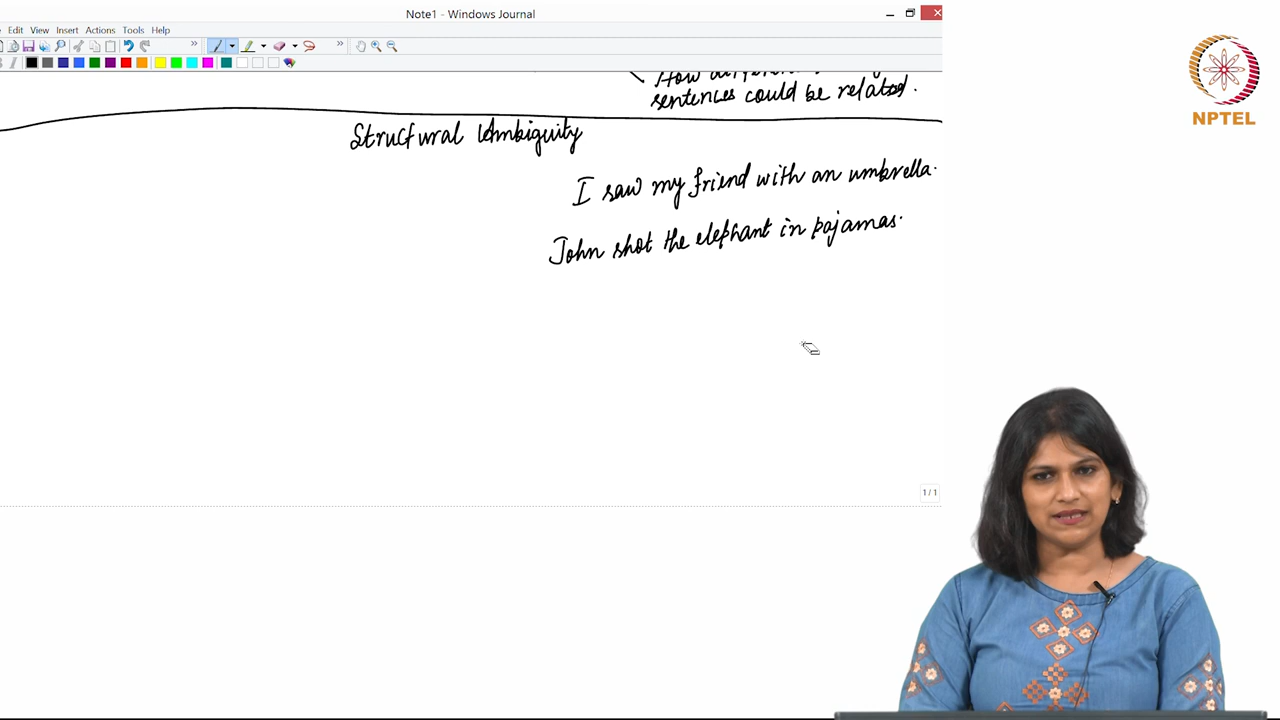 Note1 - Windows Journal
Edit View Insert Actions Tools Help
NPTEL
sentences could be related.
Structural Ambiguity
I saw my friend with an umbrella.
John shot the elephant in pajamas.
1 / 1